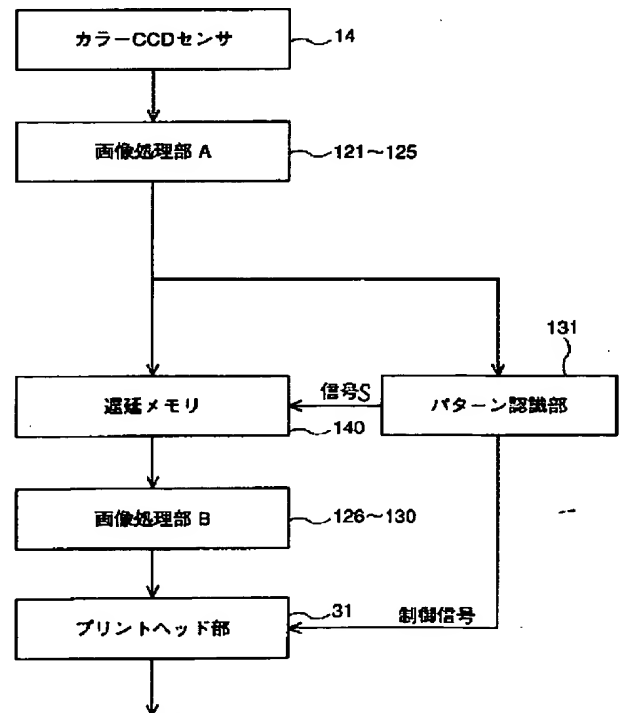 カラーCCDセンサ
14
画像処理部 A
121～125
131
信号S
パターン認識部
遅延メモリ
140
画像処理部 B
126～130
プリントヘッド部
31
制御信号